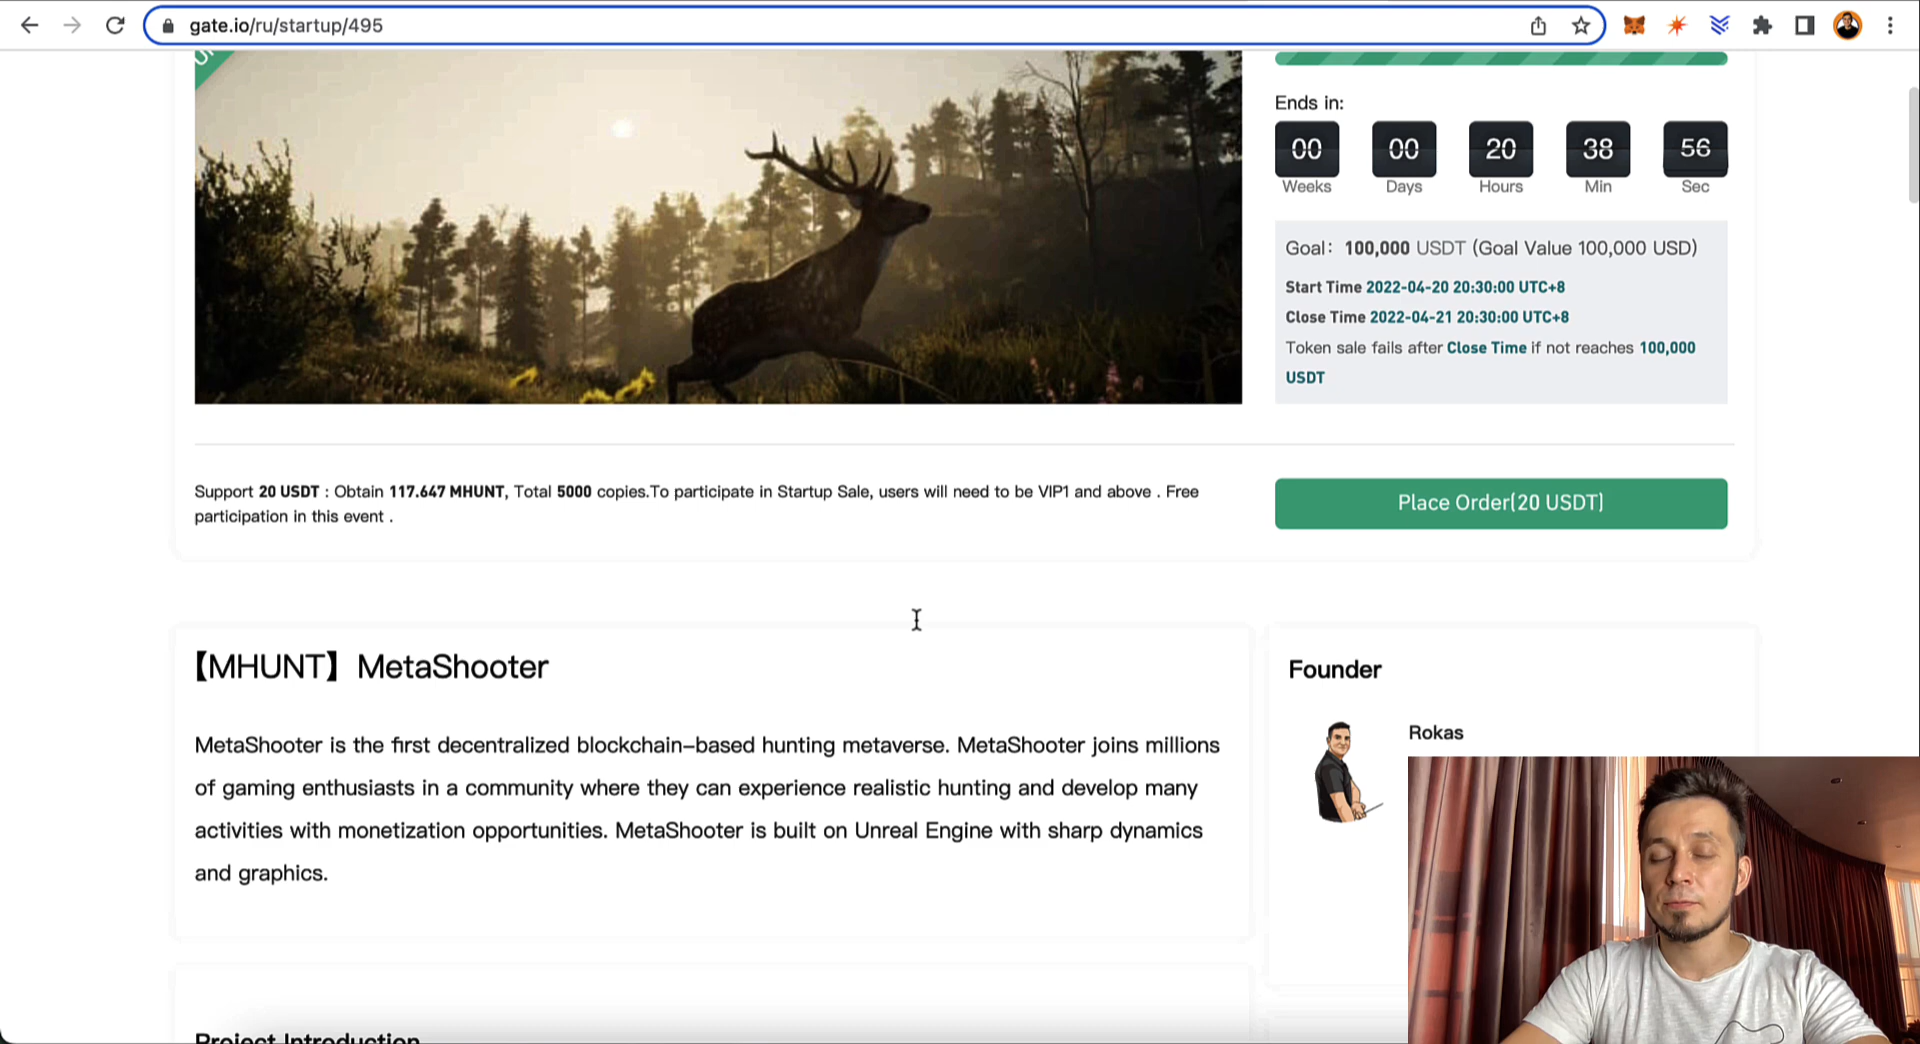 gate.io/ru/startup/495
Ends in:
00 00 20 38 56
Weeks Days Hours Min Sec
Goal: 100,000 USDT (Goal Value 100,000 USD)
Start Time 2022-04-20 20:30:00 UTC+8
Close Time 2022-04-21 20:30:00 UTC+8
Token sale fails after Close Time if not reaches 100,000
USDT
Support 20 USDT : Obtain 117.647 MHUNT, Total 5000 copies.To participate in Startup Sale, users will need to be VIP1 and above . Free
participation in this event .
Place Order(20 USDT)
【MHUNT】 MetaShooter
MetaShooter is the first decentralized blockchain-based hunting metaverse. MetaShooter joins millions
of gaming enthusiasts in a community where they can experience realistic hunting and develop many
activities with monetization opportunities. MetaShooter is built on Unreal Engine with sharp dynamics
and graphics.
Founder
Rokas
Project Introduction